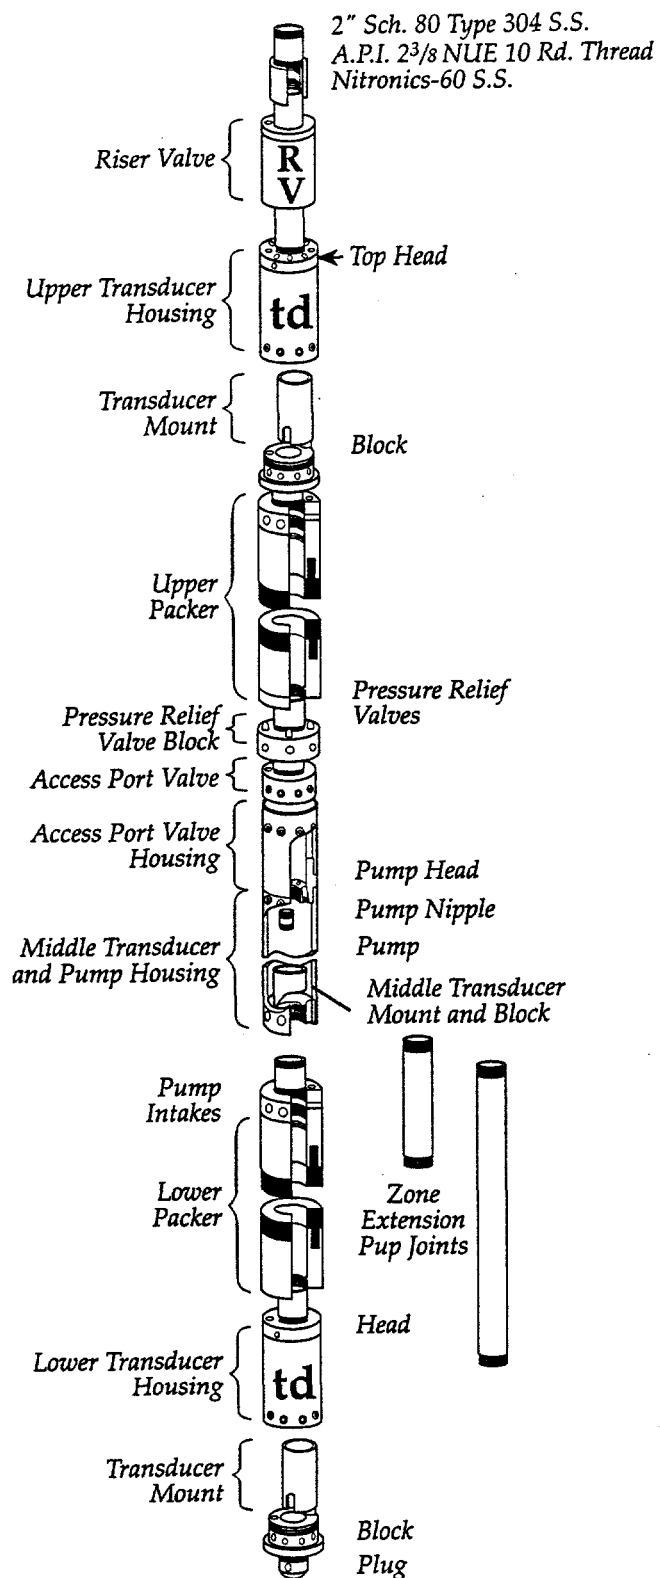 2" Sch. 80 Type 304 S.S.
A.P.I. 2 3/8 NUE 10 Rd. Thread
Nitronics-60 S.S.
Riser Valve
R
V
Top Head
Upper Transducer
Housing
td
Transducer
Mount
Block
Upper
Packer
Pressure Relief
Valves
Pressure Relief
Valve Block
Access Port Valve
Access Port Valve
Housing
Pump Head
Pump Nipple
Pump
Middle Transducer
and Pump Housing
Middle Transducer
Mount and Block
Pump
Intakes
Lower
Packer
Zone
Extension
Pup Joints
Head
Lower Transducer
Housing
td
Transducer
Mount
Block
Plug